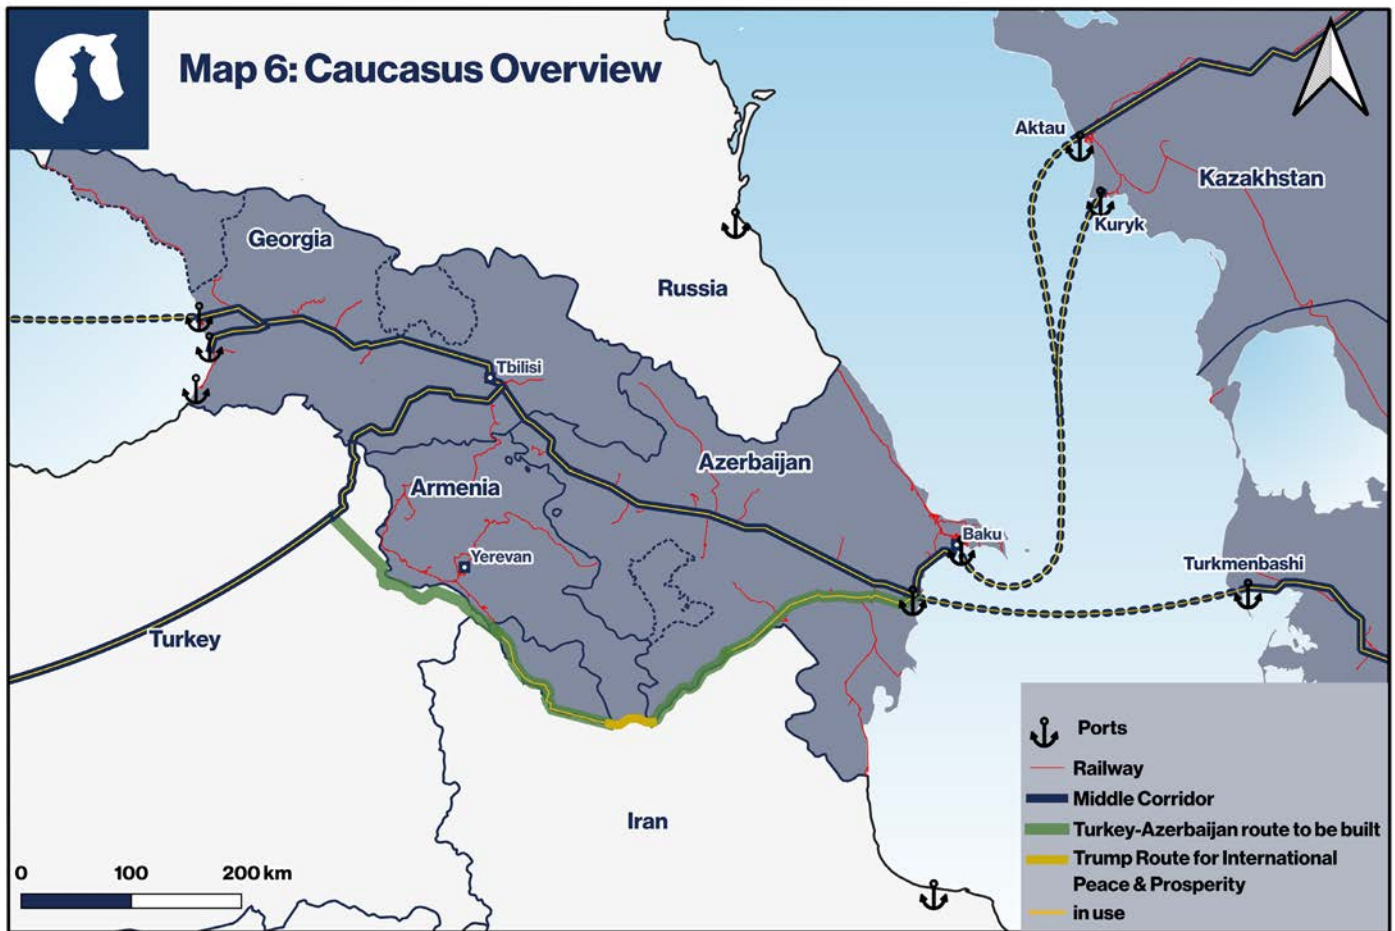 Map 6: Caucasus Overview
Aktau
Kazakhstan
Kuryk
Georgia
Russia
Tbilisi
Azerbaijan
Armenia
Baku
Yerevan
Turkmenbashi
Turkey
Iran
Ports
Railway
Middle Corridor
Turkey-Azerbaijan route to be built
Trump Route for International
Peace & Prosperity
in use
0 100 200 km